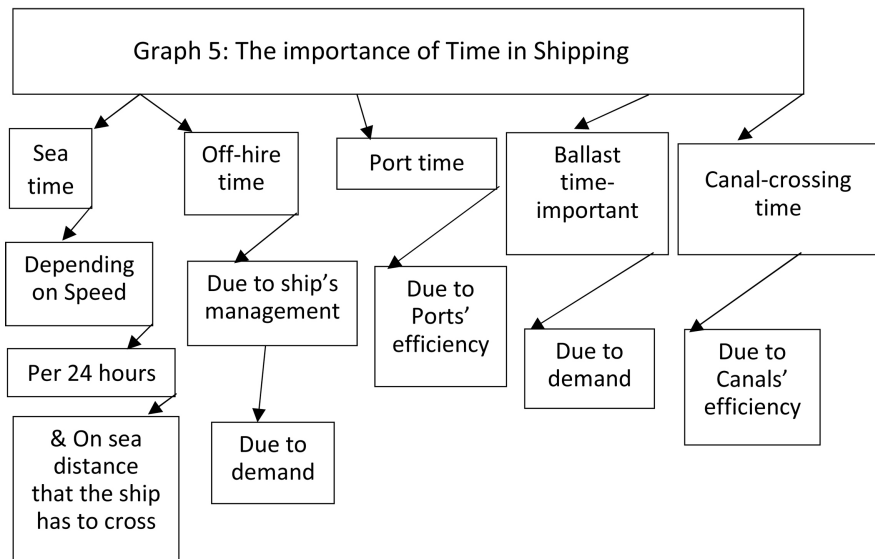 Graph 5: The importance of Time in Shipping
Sea
time
Off-hire
time
Port time
Ballast
time-
important
Canal-crossing
time
Depending
on Speed
Due to ship’s
management
Due to
Ports’
efficiency
Due to
demand
Due to
Canals’
efficiency
Per 24 hours
& On sea
distance
that the ship
has to cross
Due to
demand